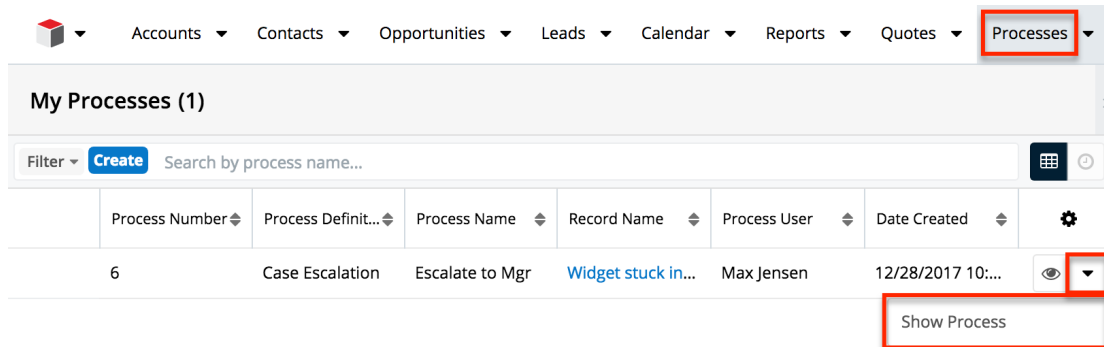 Accounts Contacts Opportunities Leads Calendar Reports Quotes Processes
My Processes (1)
Filter Create Search by process name...
Process Number Process Definit... Process Name Record Name Process User Date Created
6 Case Escalation Escalate to Mgr Widget stuck in... Max Jensen 12/28/2017 10:...
Show Process